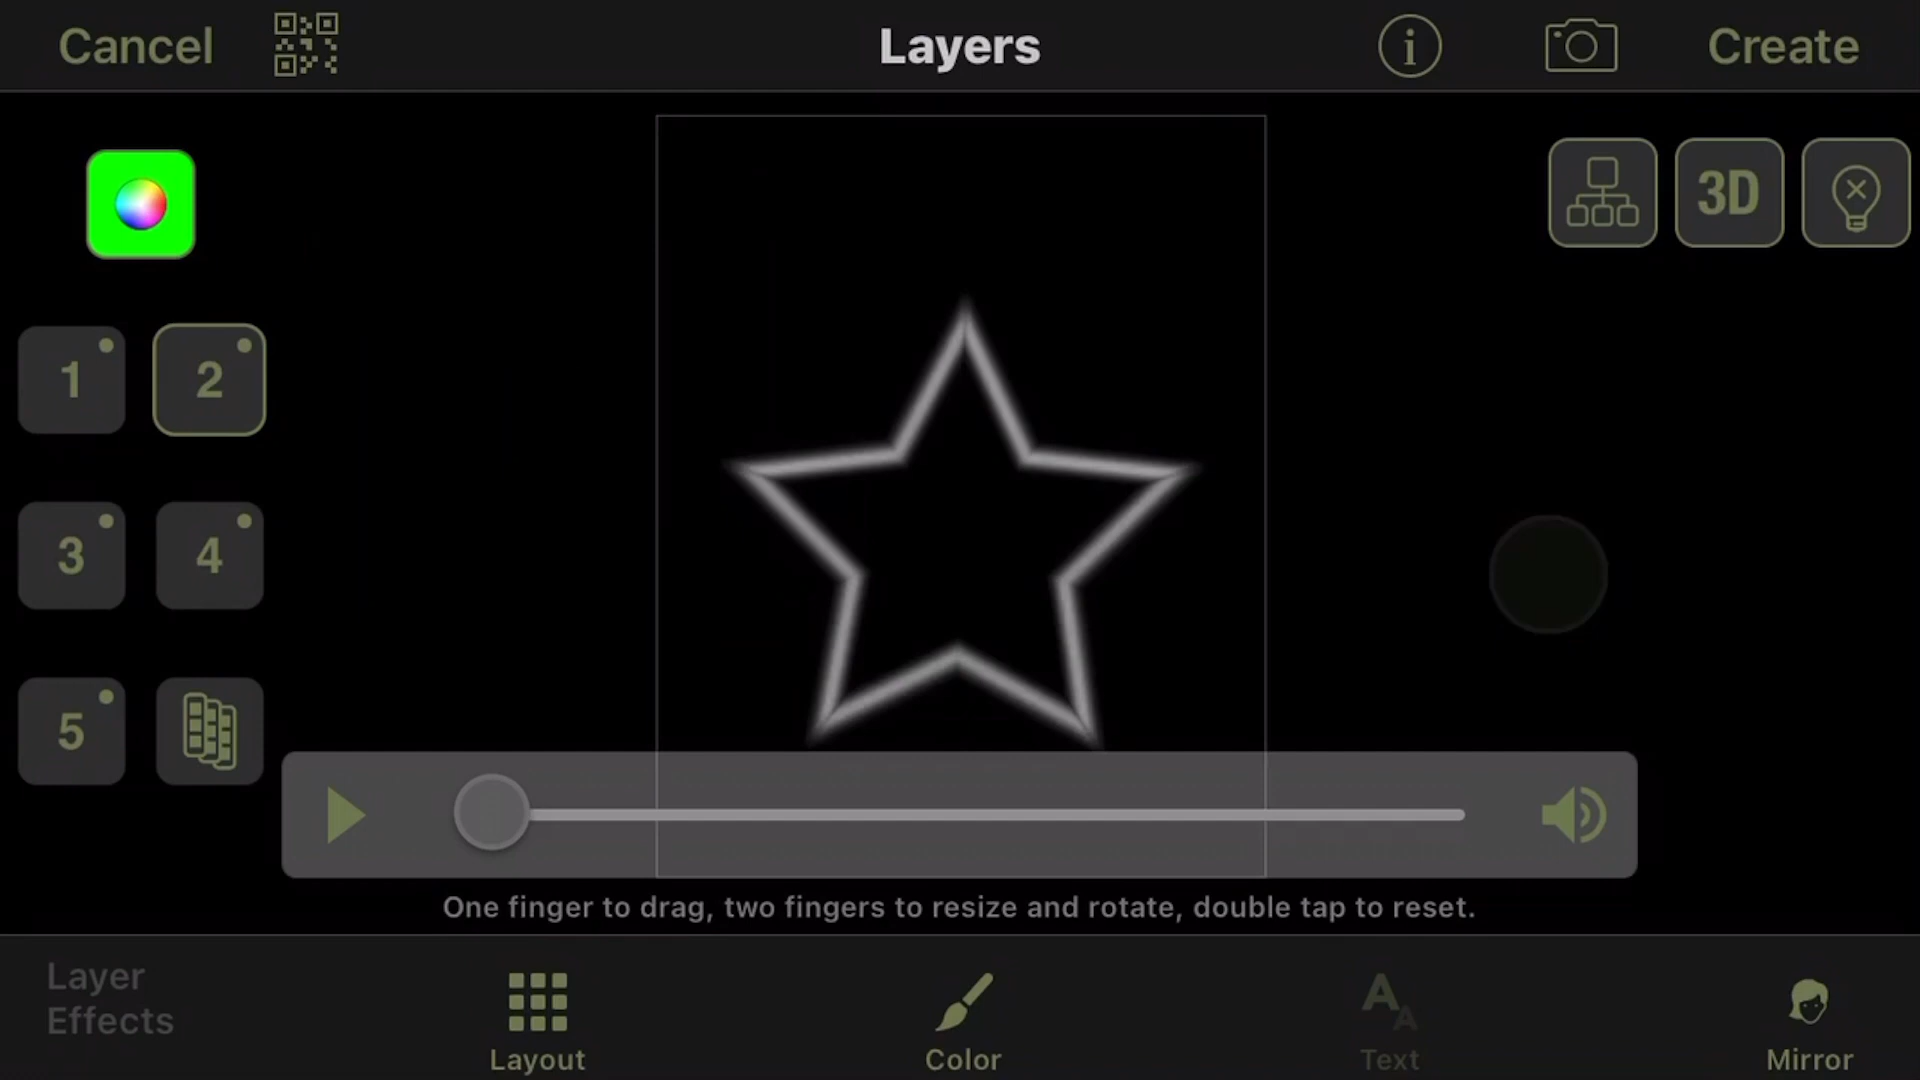 Cancel
Layers
Create
3D
1
2
3
4
5
One finger to drag, two fingers to resize and rotate, double tap to reset.
Layer
Effects
Layout
Color
Text
Mirror